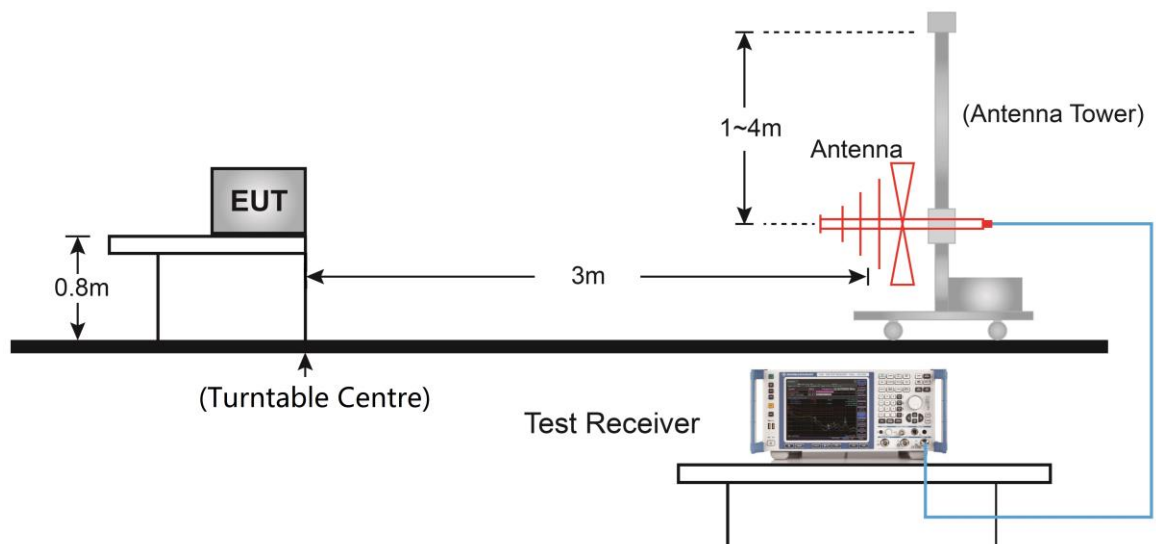 1~4m
(Antenna Tower)
Antenna
EUT
0.8m
3m
(Turntable Centre)
Test Receiver